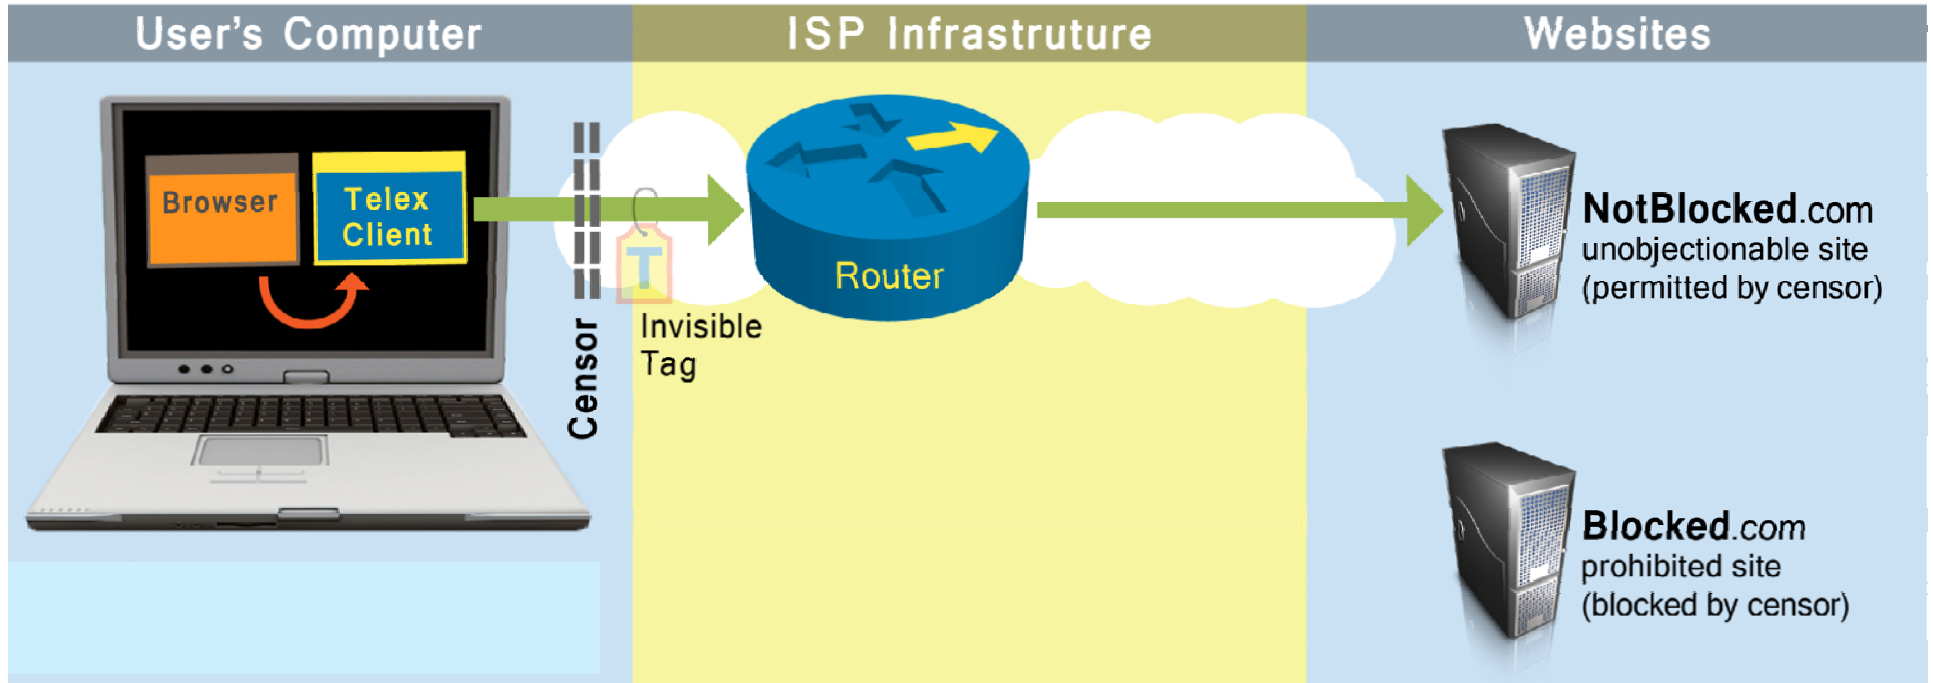 User's Computer
ISP Infrastruture
Websites
Browser
Telex
Client
Censor
T
Invisible
Tag
Router
NotBlocked.com
unobjectionable site
(permitted by censor)
Blocked.com
prohibited site
(blocked by censor)